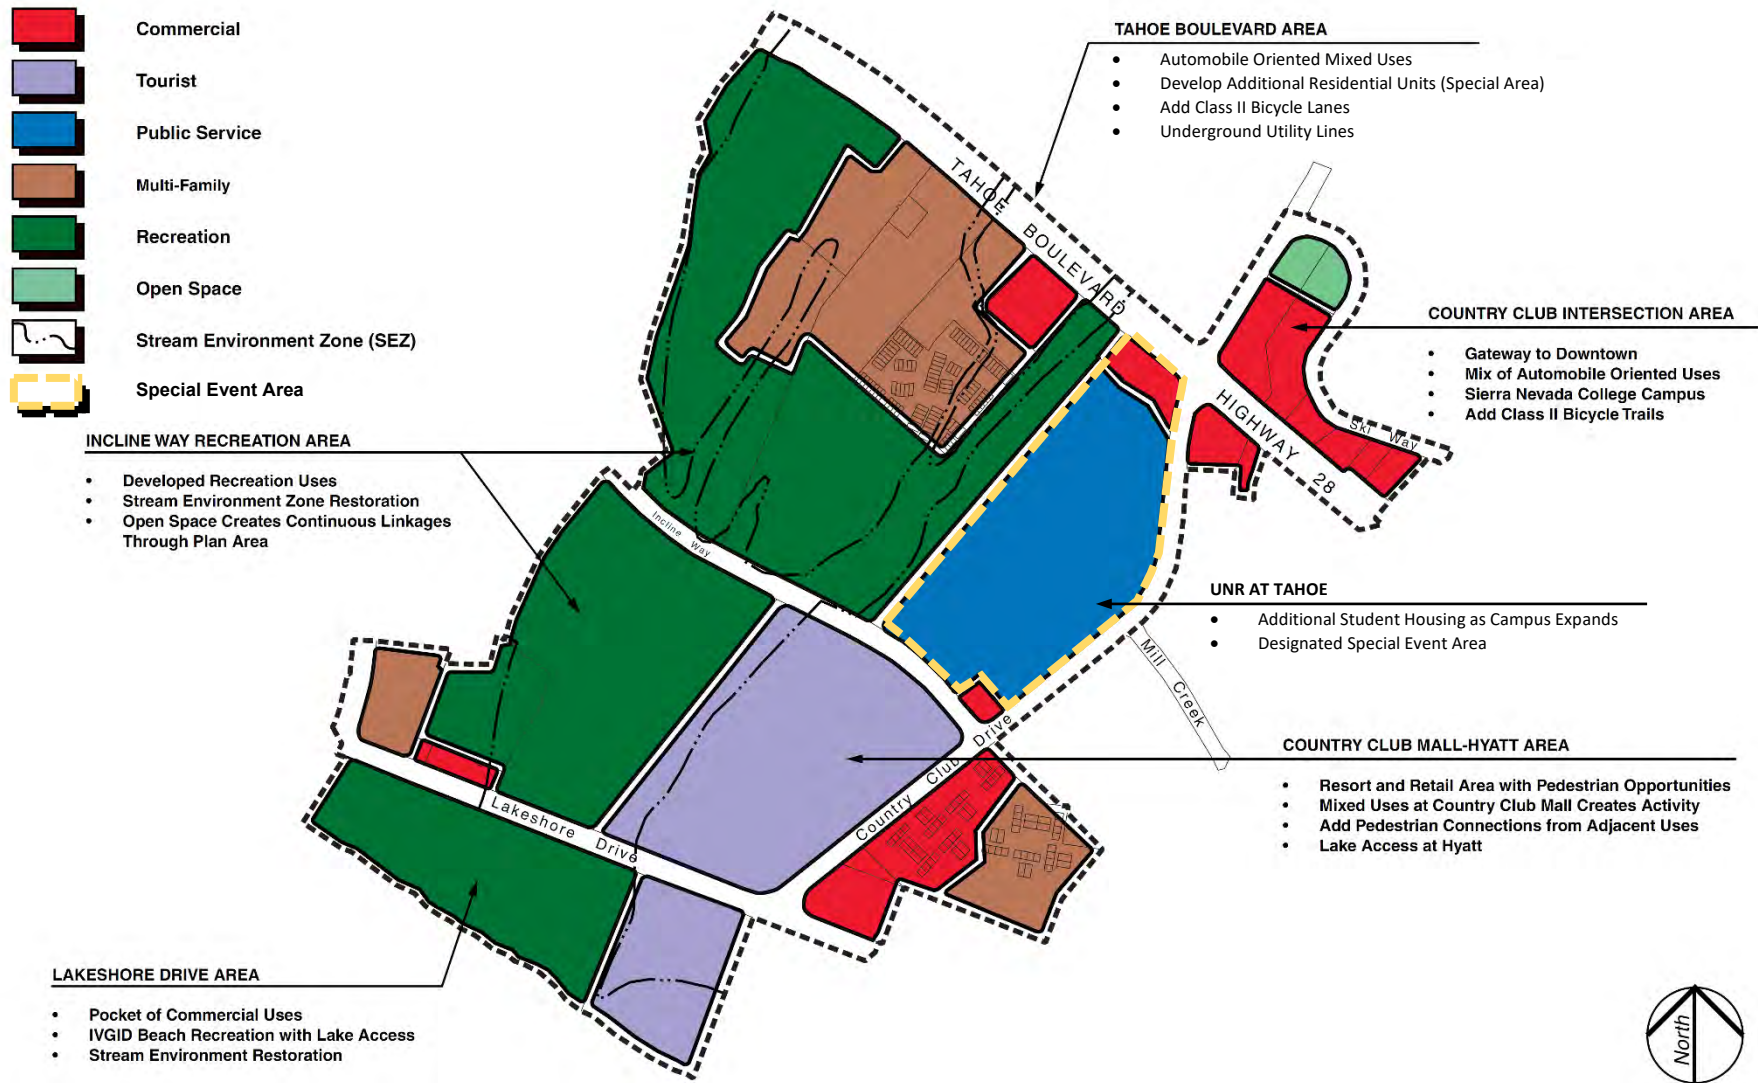 Commercial
Tourist
Public Service
Multi-Family
Recreation
Open Space
Stream Environment Zone (SEZ)
Special Event Area
TAHOE BOULEVARD AREA
• Automobile Oriented Mixed Uses
• Develop Additional Residential Units (Special Area)
• Add Class II Bicycle Lanes
• Underground Utility Lines
TAHOE BOULEVARD
COUNTRY CLUB INTERSECTION AREA
• Gateway to Downtown
• Mix of Automobile Oriented Uses
• Sierra Nevada College Campus
• Add Class II Bicycle Trails
HIGHWAY 28
Ski Way
INCLINE WAY RECREATION AREA
• Developed Recreation Uses
• Stream Environment Zone Restoration
• Open Space Creates Continuous Linkages
Through Plan Area
Incline Way
UNR AT TAHOE
• Additional Student Housing as Campus Expands
• Designated Special Event Area
Mill Creek
COUNTRY CLUB MALL-HYATT AREA
• Resort and Retail Area with Pedestrian Opportunities
• Mixed Uses at Country Club Mall Creates Activity
• Add Pedestrian Connections from Adjacent Uses
• Lake Access at Hyatt
Country Club Drive
Lakeshore Drive
LAKESHORE DRIVE AREA
• Pocket of Commercial Uses
• IVGID Beach Recreation with Lake Access
• Stream Environment Restoration
North